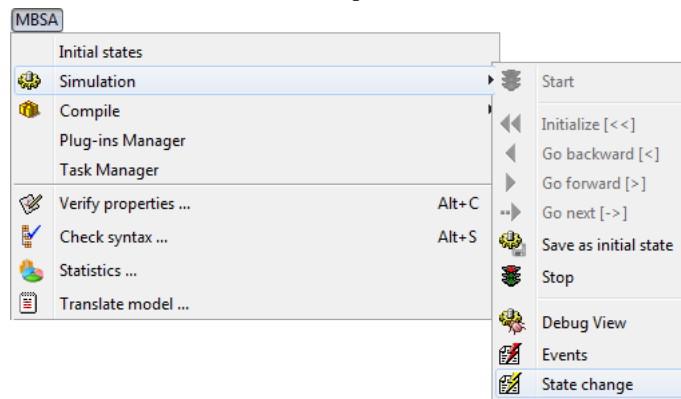 MBSA
Initial states
Simulation
Compile
Plug-ins Manager
Task Manager
Verify properties ... Alt+C
Check syntax ... Alt+S
Statistics ...
Translate model ...
Start
Initialize [<<]
Go backward [<]
Go forward [>]
Go next [->]
Save as initial state
Stop
Debug View
Events
State change